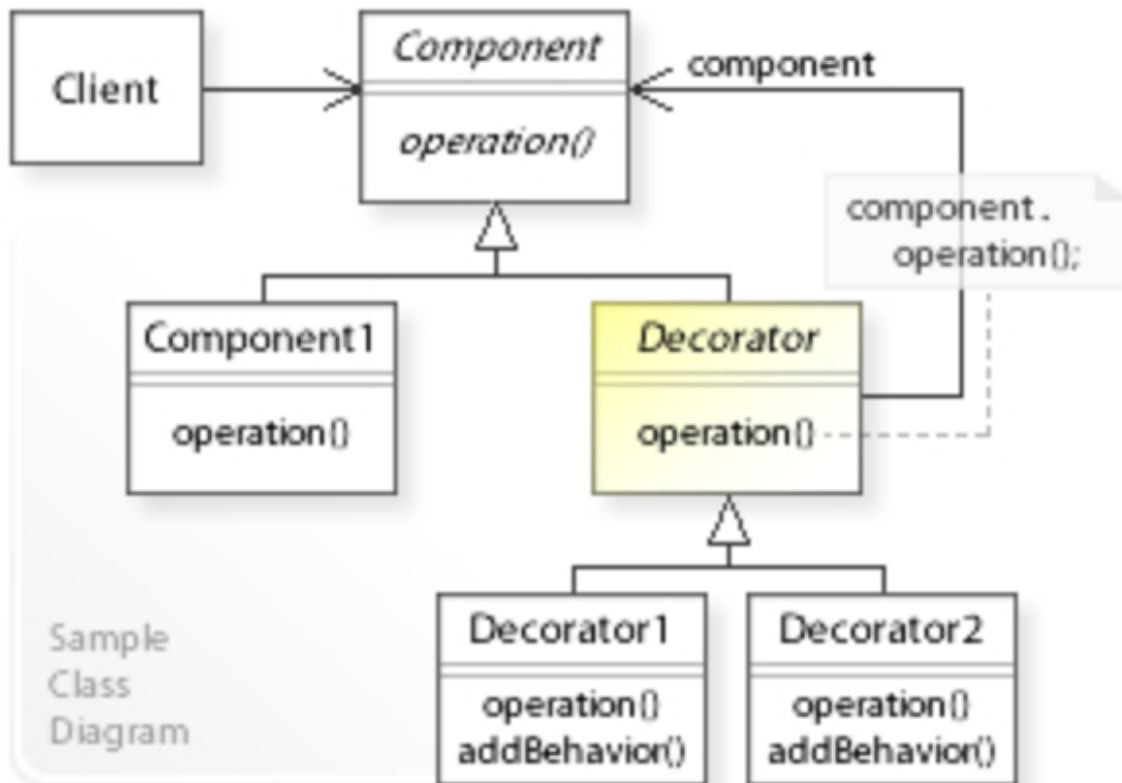 Client
Component
operation()
component
component.
operation();
Component1
operation()
Decorator
operation()
Decorator1
operation()
addBehavior()
Decorator2
operation()
addBehavior()
Sample
Class
Diagram